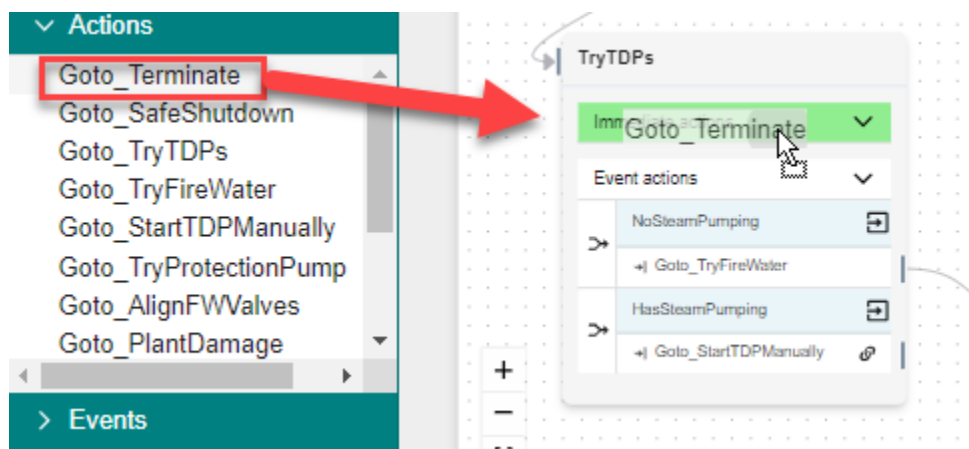 Actions
Goto_Terminate
Goto_SafeShutdown
Goto_TryTDPs
Goto_TryFireWater
Goto_StartTDPManually
Goto_TryProtectionPump
Goto_AlignFWValves
Goto_PlantDamage
Events
TryTDPs
Goto_Terminate
Event actions
NoSteamPumping
Goto_TryFireWater
HasSteamPumping
Goto_StartTDPManually